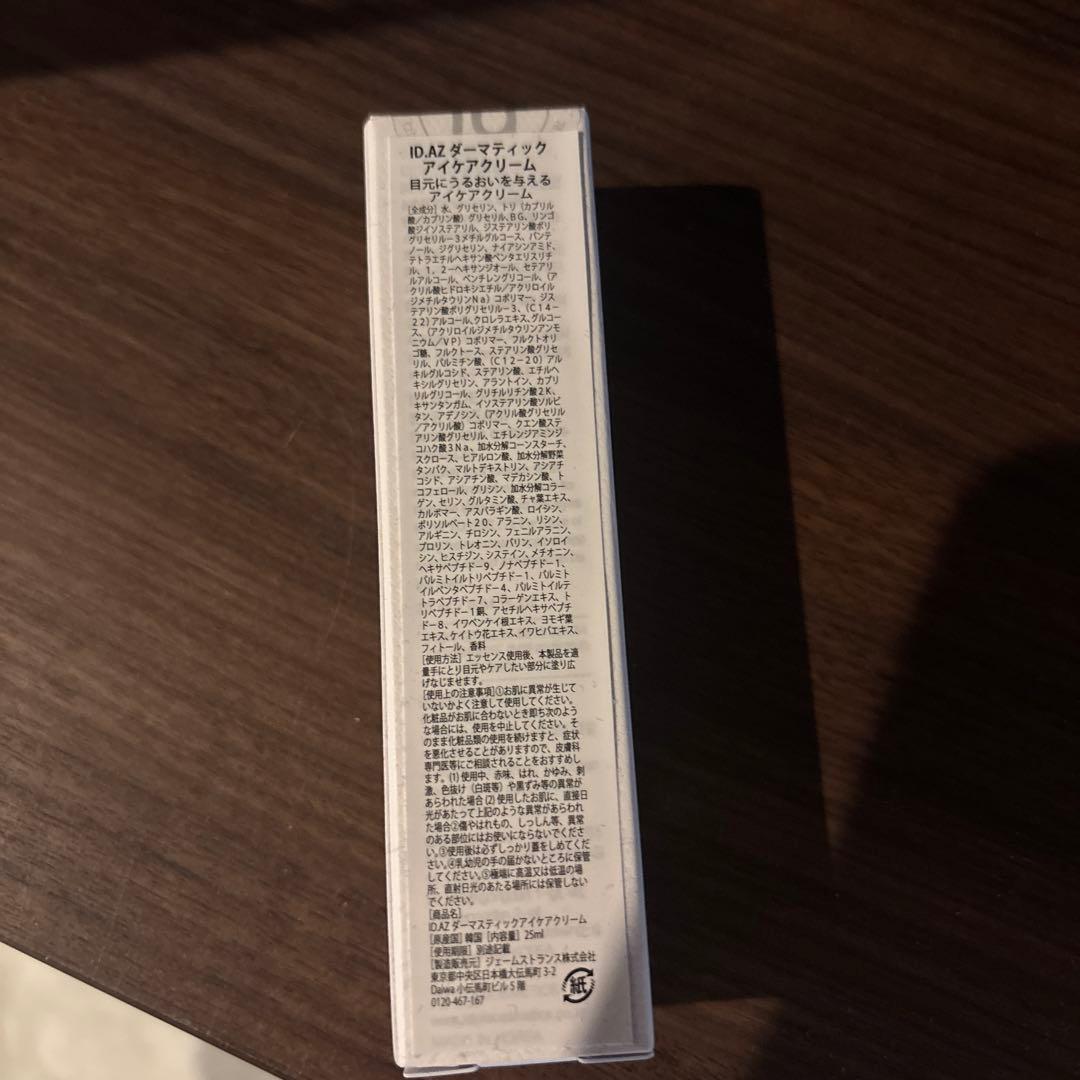 ID.AZ ダーマティック
アイケアクリーム
目元にうるおいを与える
アイケアクリーム
[全成分] 水、グリセリン、トリ（カプリル
酸／カプリン酸）グリセリル、BG、リンゴ
酸ジイソステアリル、ジステアリン酸ポリ
グリセリル－3メチルグルコース、パンテ
ノール、ジグリセリン、ナイアシンアミド、
テトラエチルヘキサン酸ペンタエリスリチ
ル、1，2－ヘキサンジオール、セテアリ
ルアルコール、ペンチレングリコール、（ア
クリル酸ヒドロキシエチル／アクリロイル
ジメチルタウリンNa）コポリマー、ジス
テアリン酸ポリグリセリル－3、（C14－
22）アルコール、クロレラエキス、グルコー
ス、（アクリロイルジメチルタウリンアンモ
ニウム／VP）コポリマー、フルクトオリ
ゴ糖、フルクトース、ステアリン酸グリセ
リル、パルミチン酸、（C12－20）アル
キルグルコシド、ステアリン酸、エチルヘ
キシルグリセリン、アラントイン、カプリ
リルグリコール、グリチルリチン酸2K、
キサンタンガム、イソステアリン酸ソルビ
タン、アデノシン、（アクリル酸グリセリル
／アクリル酸）コポリマー、クエン酸ステ
アリン酸グリセリル、エチレンジアミンジ
コハク酸3Na、加水分解コーンスターチ、
スクロース、ヒアルロン酸、加水分解野菜
タンパク、マルトデキストリン、アシアチ
コシド、アシアチン酸、マデカシン酸、ト
コフェロール、グリシン、加水分解コラー
ゲン、セリン、グルタミン酸、チャ葉エキス、
カルボマー、アスパラギン酸、ロイシン、
ポリソルベート20、アラニン、リシン、
アルギニン、チロシン、フェニルアラニン、
プロリン、トレオニン、バリン、イソロイ
シン、ヒスチジン、システイン、メチオニン、
ヘキサペプチド－9、ノナペプチド－1、
パルミトイルトリペプチド－1、パルミト
イルペンタペプチド－4、パルミトイルテ
トラペプチド－7、コラーゲンエキス、ト
リペプチド－1銅、アセチルヘキサペプチ
ド－8、イワベンケイ根エキス、ヨモギ葉
エキス、ケイトウ花エキス、イワヒバエキス、
フィトール、香料
[使用方法] エッセンス使用後、本製品を適
量手にとり目元やケアしたい部分に塗り広
げなじませます。
[使用上の注意事項]①お肌に異常が生じて
いないかよく注意して使用してください。
化粧品がお肌に合わないとき即ち次のよう
な場合には、使用を中止してください。そ
のまま化粧品類の使用を続けますと、症状
を悪化させることがありますので、皮膚科
専門医等にご相談されることをおすすめし
ます。(1) 使用中、赤味、はれ、かゆみ、刺
激、色抜け（白斑等）や黒ずみ等の異常が
あらわれた場合 (2) 使用したお肌に、直接日
光があたって上記のような異常があらわれ
た場合②傷やはれもの、しっしん等、異常
のある部位にはお使いにならないでくださ
い。③使用後は必ずしっかり蓋をしめてくだ
さい。④乳幼児の手の届かないところに保管
してください。⑤極端に高温又は低温の場
所、直射日光のあたる場所には保管しない
でください。
[商品名]
ID.AZ ダーマスティックアイケアクリーム
[原産国] 韓国 [内容量] 25ml
[使用期限] 別途記載
[製造販売元] ジェームストランス株式会社
東京都中央区日本橋大伝馬町 3-2
Daiwa 小伝馬町ビル 5 階
0120-467-167
紙